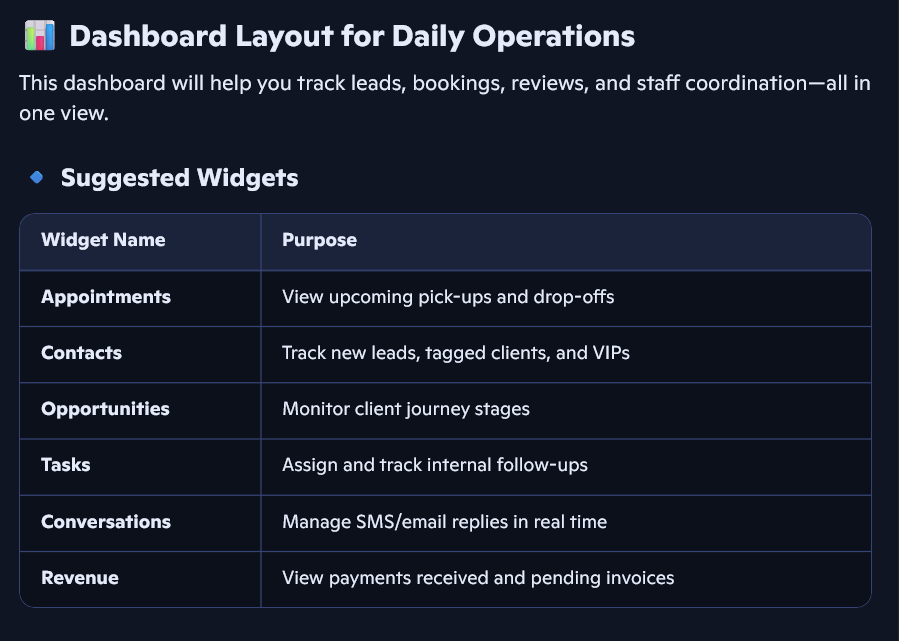 Dashboard Layout for Daily Operations
This dashboard will help you track leads, bookings, reviews, and staff coordination—all in
one view.
Suggested Widgets
Widget Name Purpose
Appointments View upcoming pick-ups and drop-offs
Contacts Track new leads, tagged clients, and VIPs
Opportunities Monitor client journey stages
Tasks Assign and track internal follow-ups
Conversations Manage SMS/email replies in real time
Revenue View payments received and pending invoices